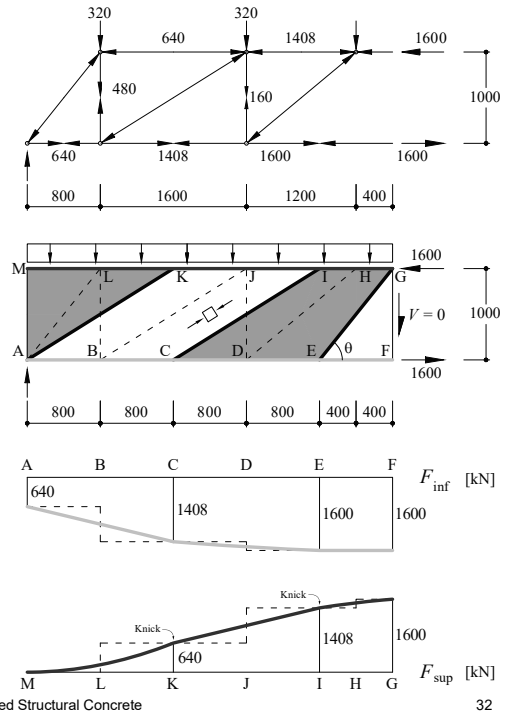 320 320
640 1408 1600
480 160 1000
640 1408 1600 1600
800 1600 1200 400
1600
M L K J I H G
V = 0 1000
A B C D E θ F
1600
800 800 800 800 400 400
A B C D E F F_inf [kN]
640 1408 1600 1600
Knick
Knick
640 1408 1600
M L K J I H G F_sup [kN]
ed Structural Concrete 32